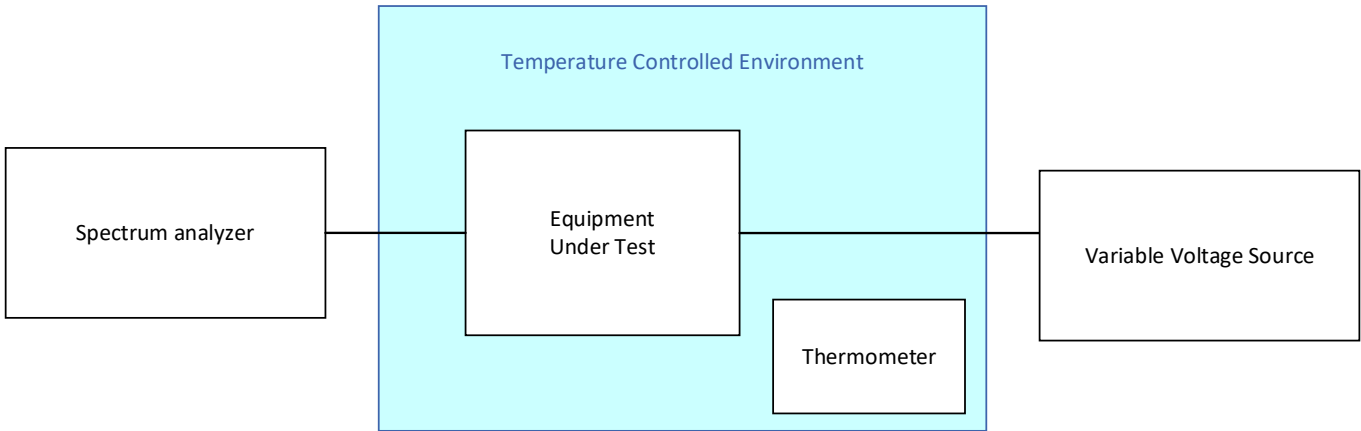 Temperature Controlled Environment
Spectrum analyzer
Equipment
Under Test
Variable Voltage Source
Thermometer